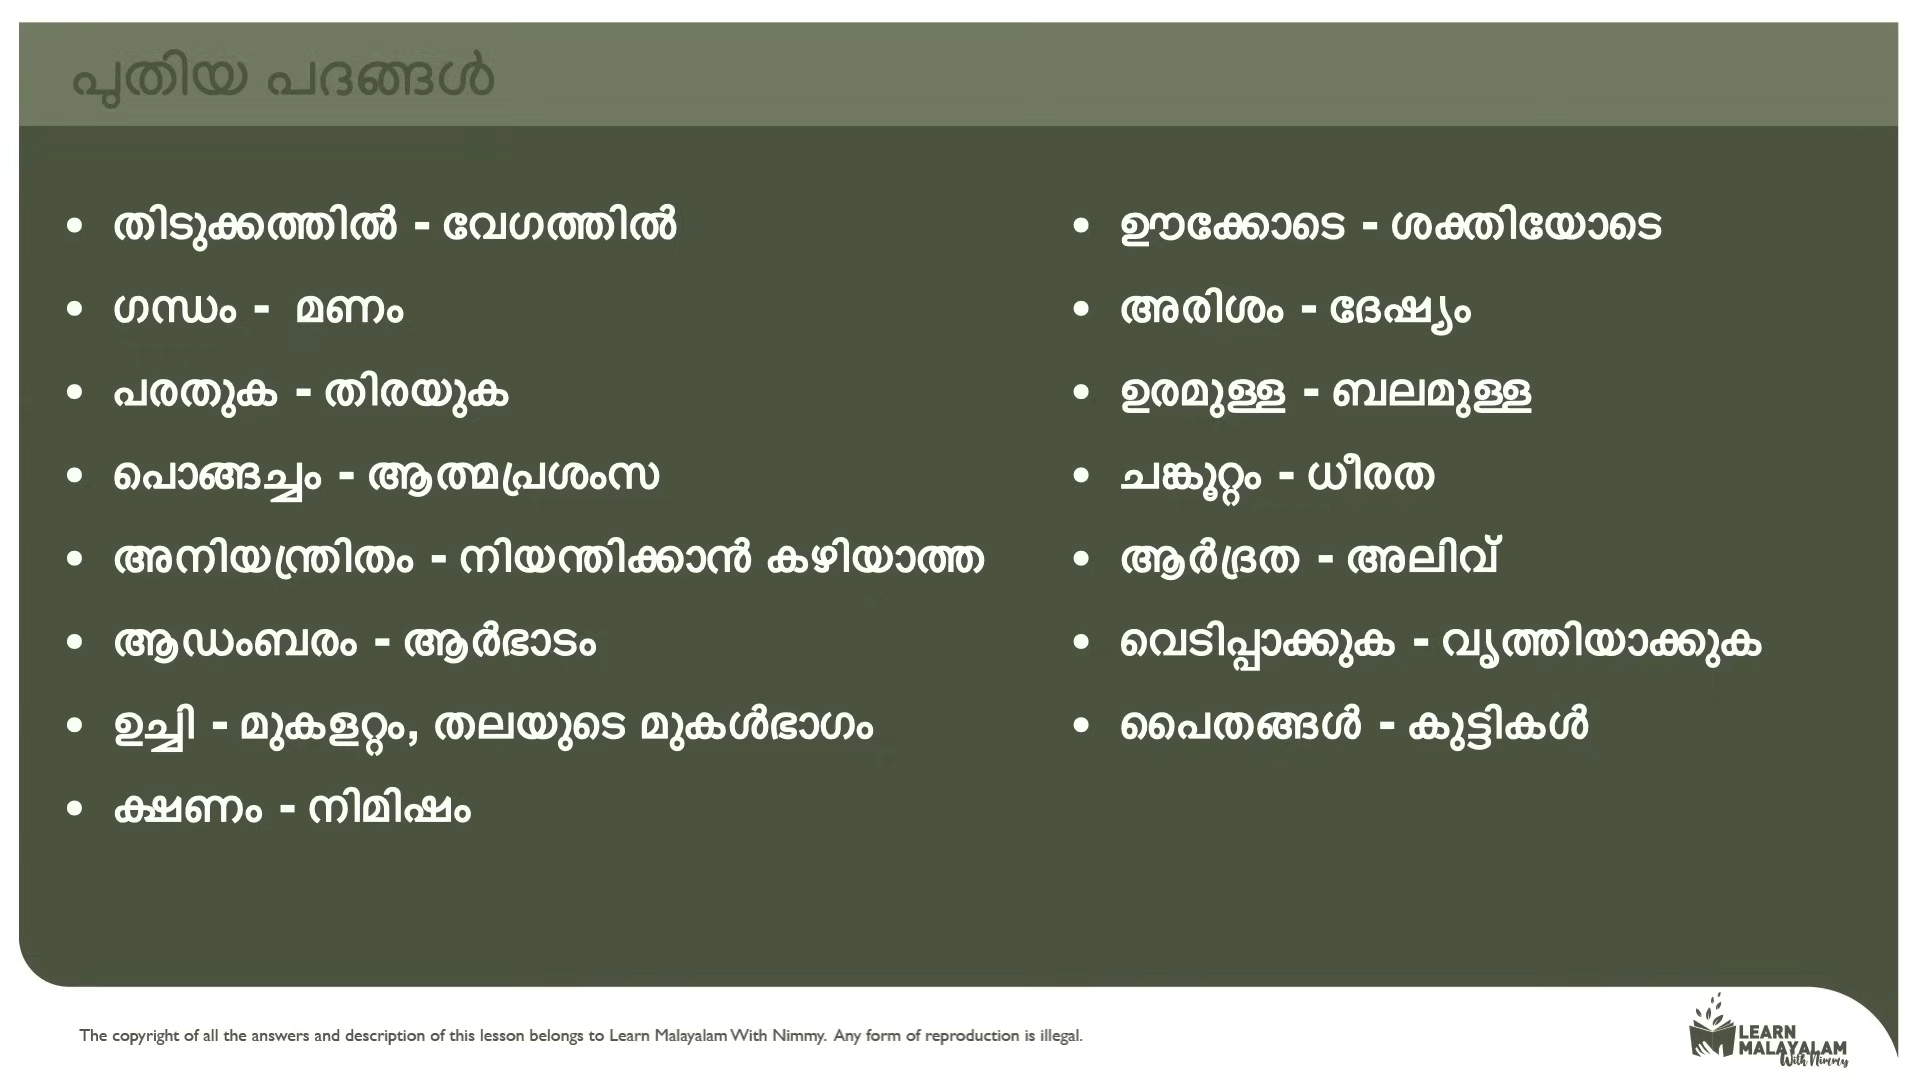 പുതിയ പദങ്ങൾ
• തിടുക്കത്തിൽ - വേഗത്തിൽ
• ഗന്ധം - മണം
• പരതുക - തിരയുക
• പൊങ്ങച്ചം - ആത്മപ്രശംസ
• അനിയന്ത്രിതം - നിയന്തിക്കാൻ കഴിയാത്ത
• ആഡംബരം - ആർഭാടം
• ഉച്ചി - മുകളറ്റം, തലയുടെ മുകൾഭാഗം
• ക്ഷണം - നിമിഷം
• ഊക്കോടെ - ശക്തിയോടെ
• അരിശം - ദേഷ്യം
• ഉരമുള്ള - ബലമുള്ള
• ചങ്കൂറ്റം - ധീരത
• ആർദ്രത - അലിവ്
• വെടിപ്പാക്കുക - വൃത്തിയാക്കുക
• പൈതങ്ങൾ - കുട്ടികൾ
The copyright of all the answers and description of this lesson belongs to Learn Malayalam With Nimmy. Any form of reproduction is illegal.
LEARN
MALAYALAM
With Nimmy